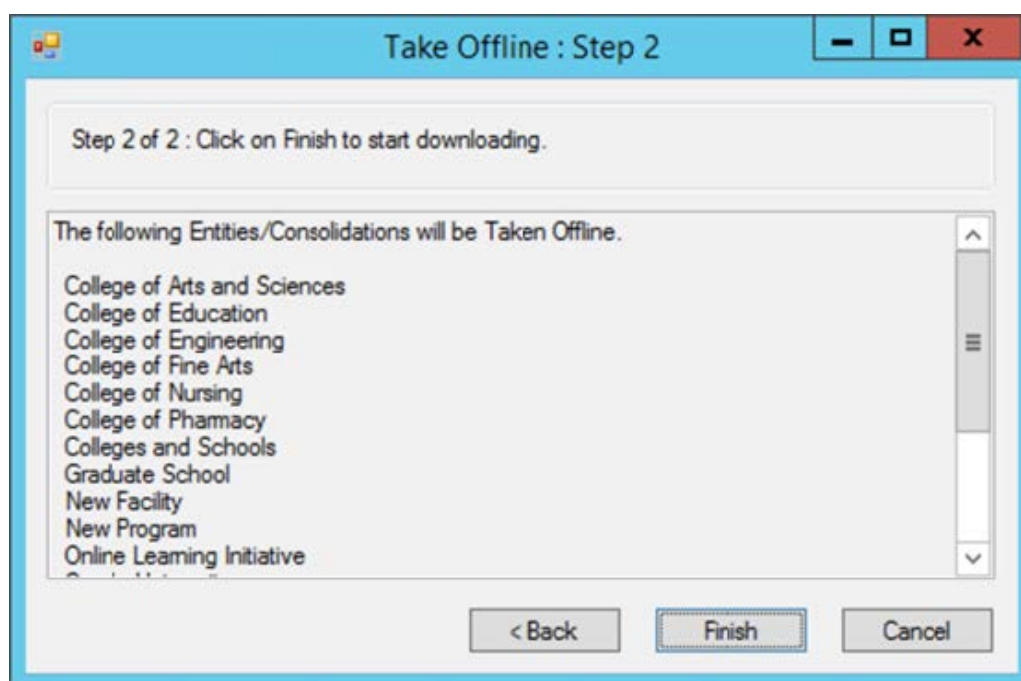 Take Offline : Step 2
Step 2 of 2 : Click on Finish to start downloading.
The following Entities/Consolidations will be Taken Offline.
College of Arts and Sciences
College of Education
College of Engineering
College of Fine Arts
College of Nursing
College of Pharmacy
Colleges and Schools
Graduate School
New Facility
New Program
Online Learning Initiative
< Back
Finish
Cancel